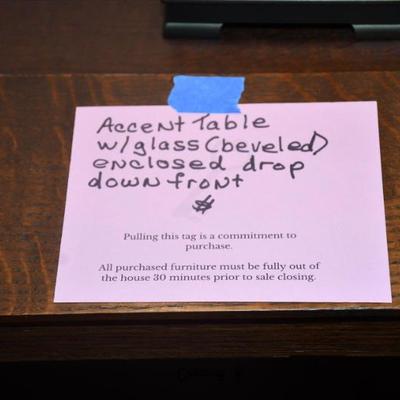 Accent Table
w/glass (beveled)
enclosed drop
down front
$
Pulling this tag is a commitment to
purchase.
All purchased furniture must be fully out of
the house 30 minutes prior to sale closing.